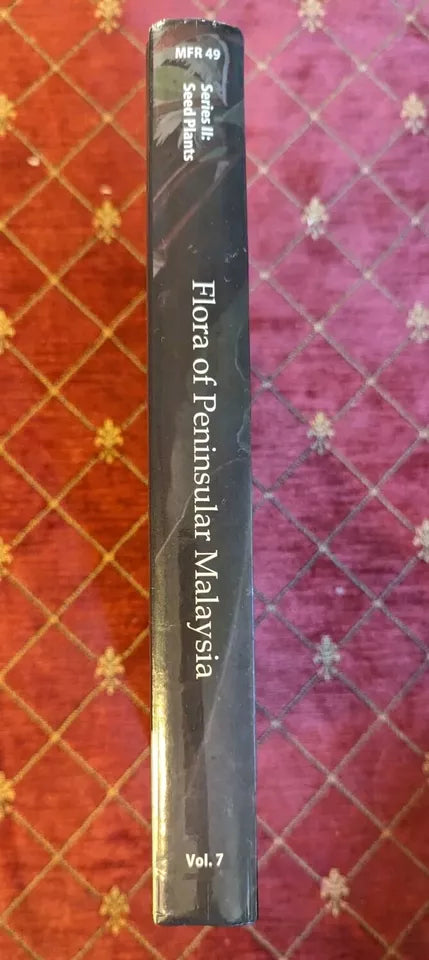 MFR 49
Series II:
Seed Plants
Flora of Peninsular Malaysia
Vol. 7